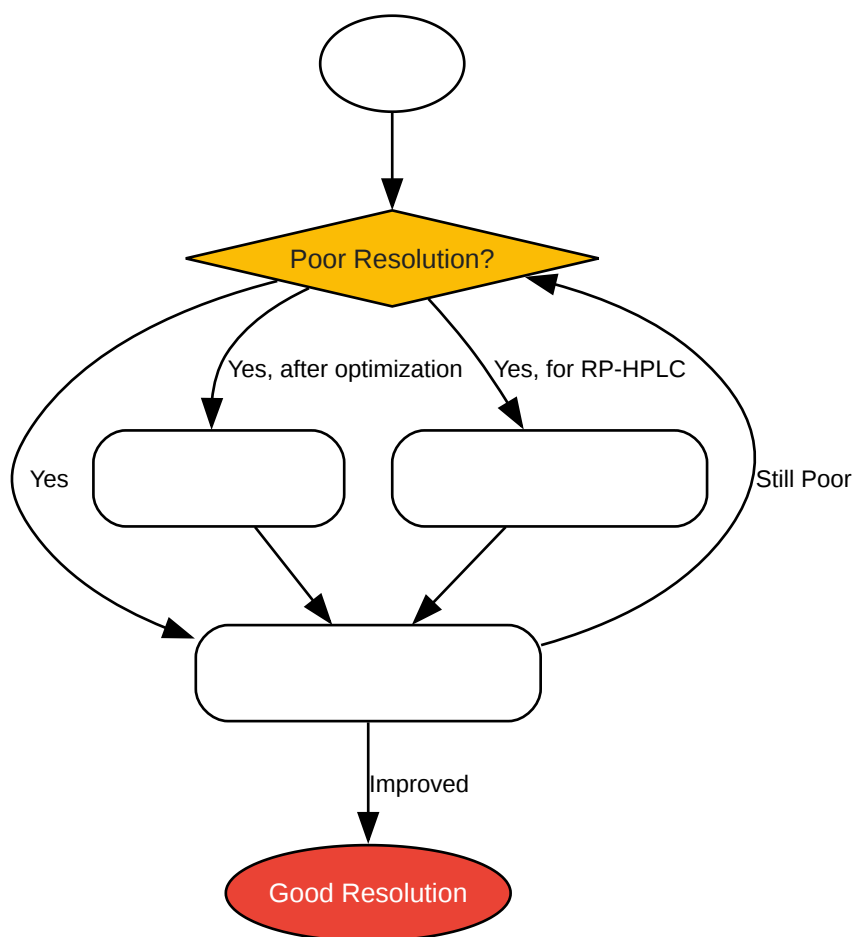 Poor Resolution?
Yes, after optimization
Yes, for RP-HPLC
Yes
Still Poor
Improved
Good Resolution